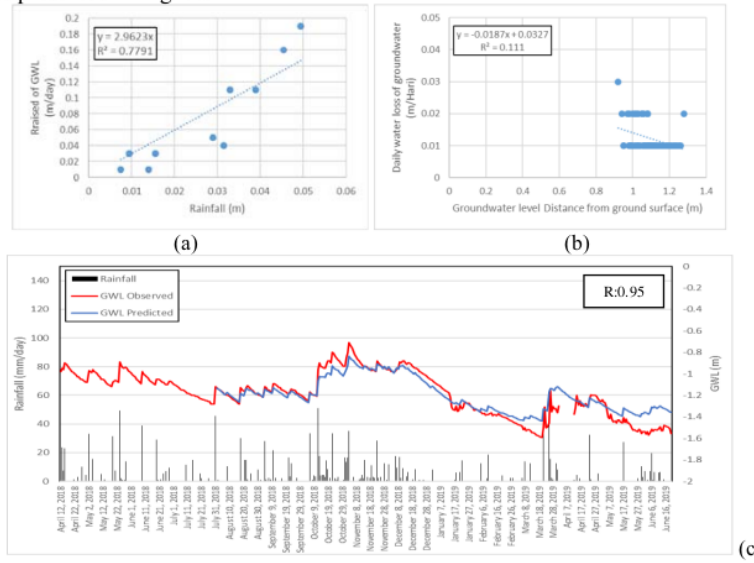 0.2
0.18
0.16
0.14
0.12
0.1
0.08
0.06
0.04
0.02
0
Rraised of GWL
(m/day)
y = 2.9623x
R² = 0.7791
0 0.01 0.02 0.03 0.04 0.05 0.06
Rainfall (m)
(a)
0.05
0.04
0.03
0.02
0.01
0
Daily water loss of groundwater
(m/Hari)
y = -0.0187x + 0.0327
R² = 0.111
0 0.2 0.4 0.6 0.8 1 1.2 1.4
Groundwater level Distance from ground surface (m)
(b)
140
120
100
80
60
40
20
0
Rainfall (mm/day)
Rainfall
GWL Observed
GWL Predicted
R:0.95
0
-0.2
-0.4
-0.6
-0.8
-1
-1.2
-1.4
-1.6
-1.8
-2
GWL (m)
April 12, 2018
April 22, 2018
May 2, 2018
May 12, 2018
May 22, 2018
June 1, 2018
June 11, 2018
June 21, 2018
July 1, 2018
July 11, 2018
July 21, 2018
July 31, 2018
August 10, 2018
August 20, 2018
August 30, 2018
September 9, 2018
September 19, 2018
September 29, 2018
October 9, 2018
October 19, 2018
October 29, 2018
November 8, 2018
November 18, 2018
November 28, 2018
December 8, 2018
December 18, 2018
December 28, 2018
January 7, 2019
January 17, 2019
January 27, 2019
February 6, 2019
February 16, 2019
February 26, 2019
March 8, 2019
March 18, 2019
March 28, 2019
April 7, 2019
April 17, 2019
April 27, 2019
May 7, 2019
May 17, 2019
May 27, 2019
June 6, 2019
June 16, 2019
(c